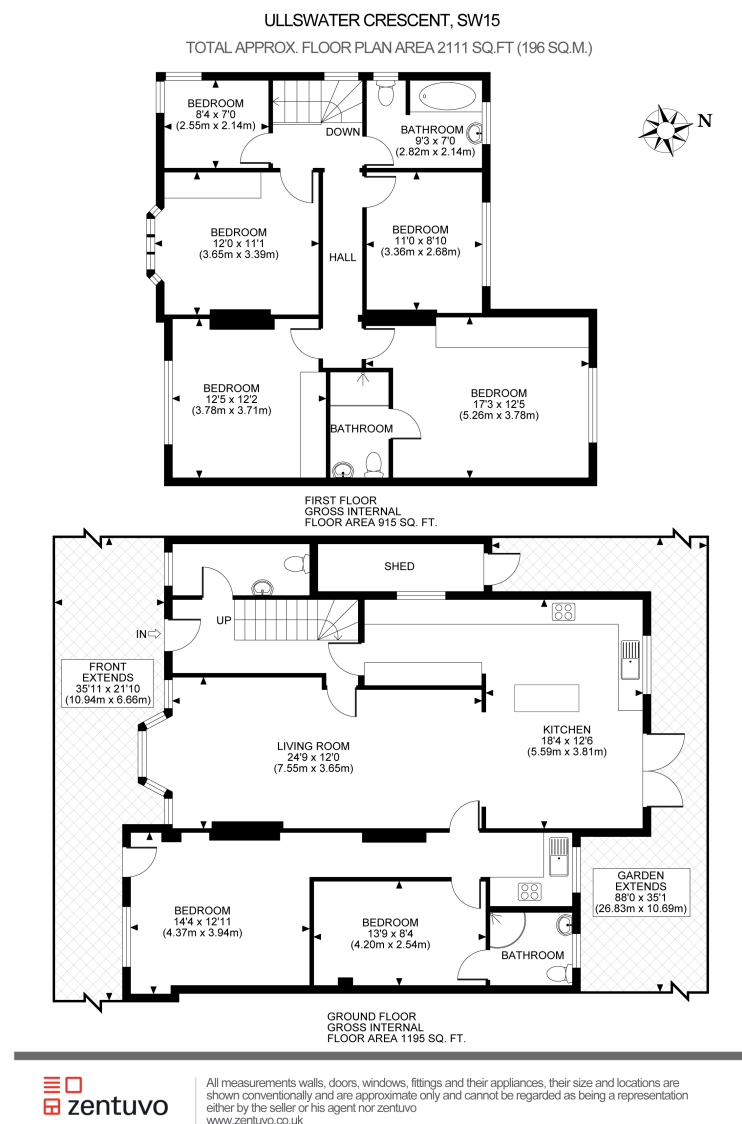 ULLSWATER CRESCENT, SW15
TOTAL APPROX. FLOOR PLAN AREA 2111 SQ.FT (196 SQ.M.)
BEDROOM
8'4 x 7'0
(2.55m x 2.14m)
DOWN
BATHROOM
9'3 x 7'0
(2.82m x 2.14m)
N
BEDROOM
12'0 x 11'1
(3.65m x 3.39m)
HALL
BEDROOM
11'0 x 8'10
(3.36m x 2.68m)
BEDROOM
12'5 x 12'2
(3.78m x 3.71m)
BATHROOM
BEDROOM
17'3 x 12'5
(5.26m x 3.78m)
FIRST FLOOR
GROSS INTERNAL
FLOOR AREA 915 SQ. FT.
SHED
UP
IN
FRONT
EXTENDS
35'11 x 21'10
(10.94m x 6.66m)
LIVING ROOM
24'9 x 12'0
(7.55m x 3.65m)
KITCHEN
18'4 x 12'6
(5.59m x 3.81m)
GARDEN
EXTENDS
88'0 x 35'1
(26.83m x 10.69m)
BEDROOM
14'4 x 12'11
(4.37m x 3.94m)
BEDROOM
13'9 x 8'4
(4.20m x 2.54m)
BATHROOM
GROUND FLOOR
GROSS INTERNAL
FLOOR AREA 1195 SQ. FT.
zentuvo
All measurements walls, doors, windows, fittings and their appliances, their size and locations are
shown conventionally and are approximate only and cannot be regarded as being a representation
either by the seller or his agent nor zentuvo
www.zentuvo.co.uk